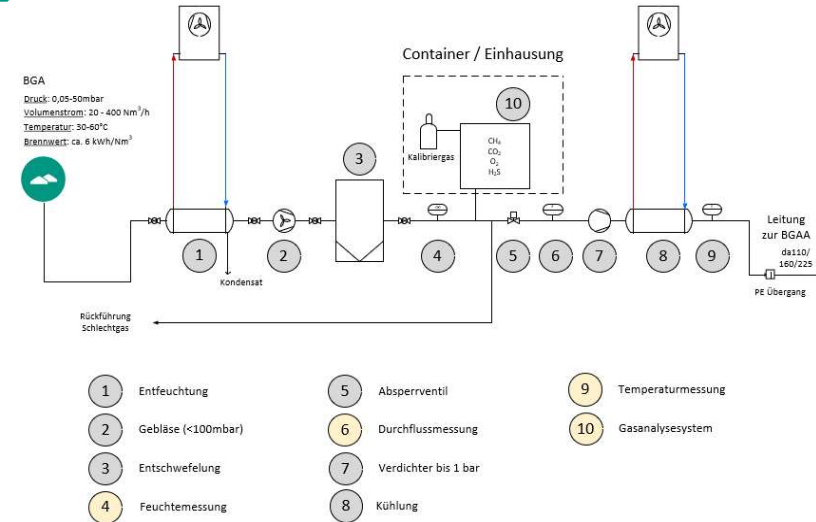 Container / Einhausung
BGA
Druck: 0,05-50mbar
Volumenstrom: 20 - 400 Nm³/h
Temperatur: 30-60°C
Brennwert: ca. 6 kWh/Nm³
10
CH₄
CO₂
O₂
H₂S
Kalibriergas
3
Leitung
zur BGAA
da110/
160/225
PE Übergang
1
2
4
5
6
7
8
9
Kondensat
Rückführung
Schlechtgas
1 Entfeuchtung
2 Gebläse (<100mbar)
3 Entschwefelung
4 Feuchtemessung
5 Absperrventil
6 Durchflussmessung
7 Verdichter bis 1 bar
8 Kühlung
9 Temperaturmessung
10 Gasanalysesystem